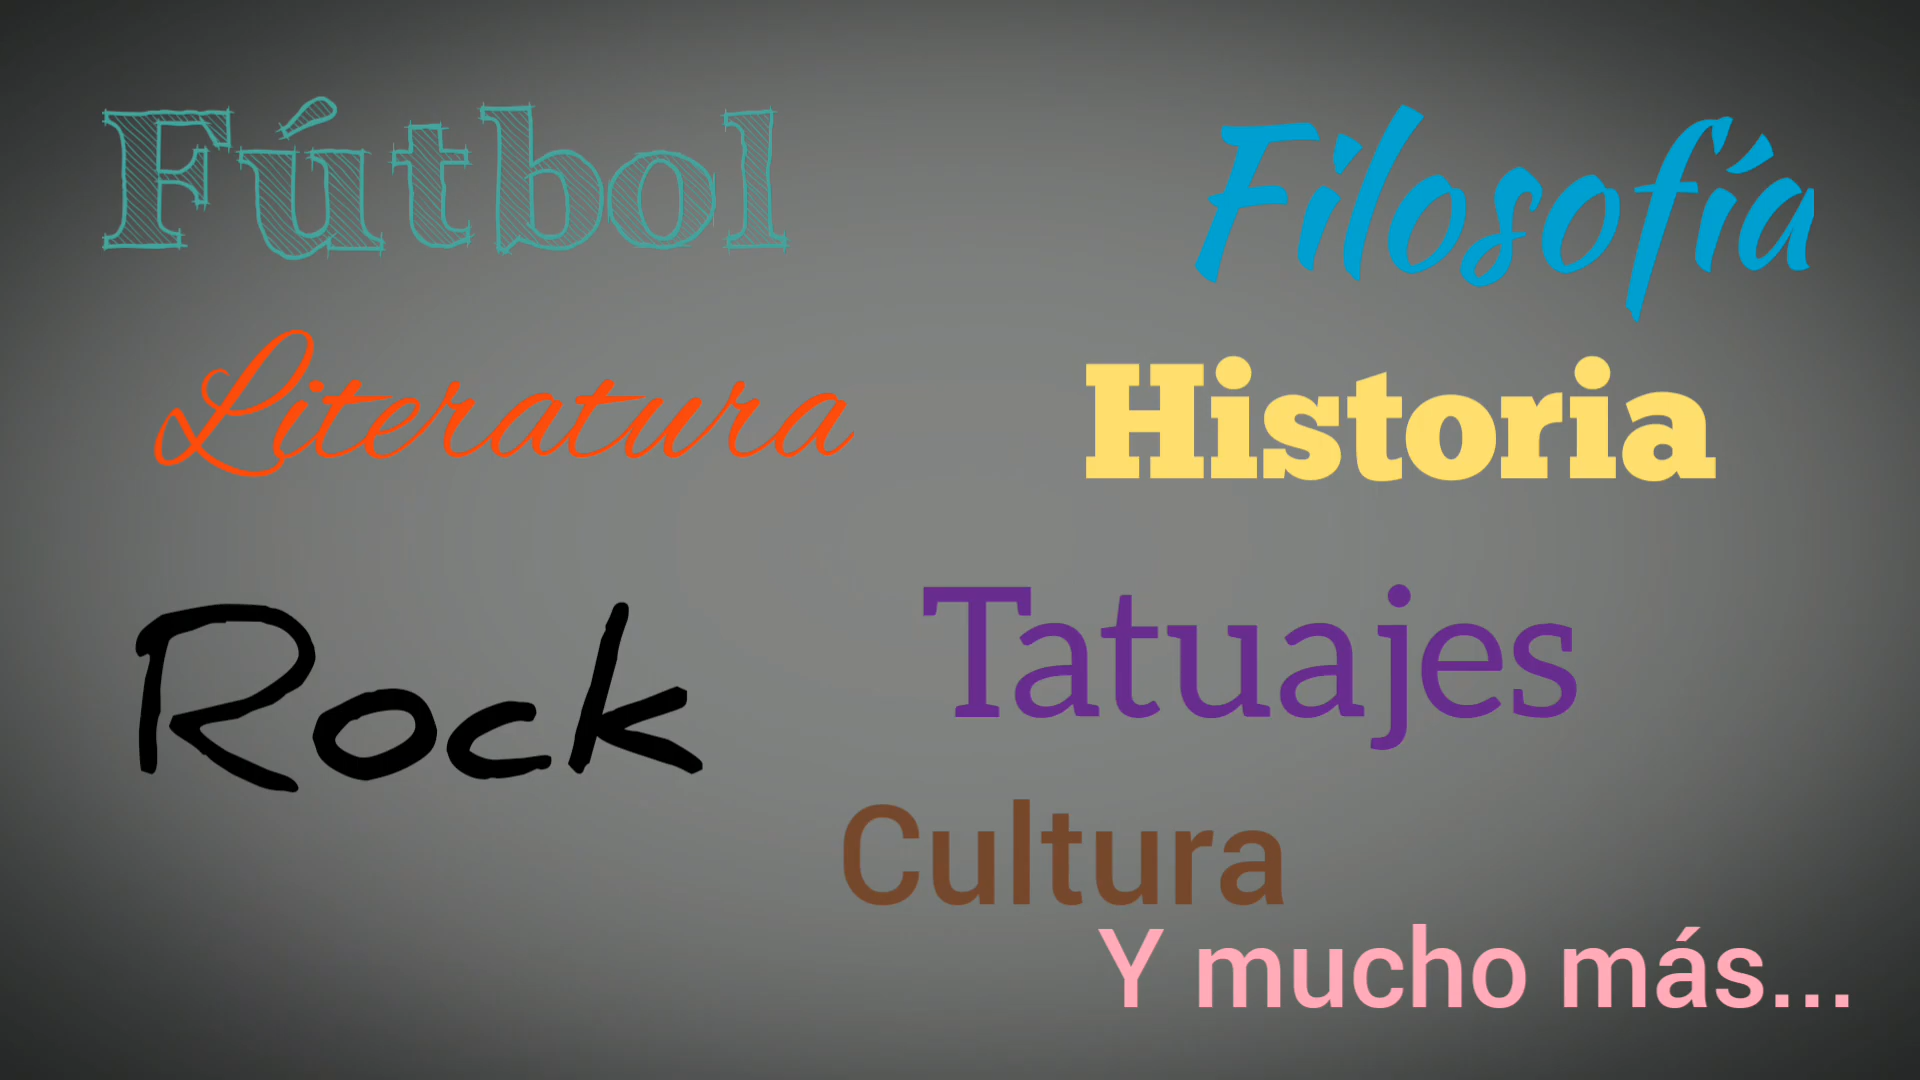 Fútbol
Filosofía
Literatura
Historia
Rock
Tatuajes
Cultura
Y mucho más...